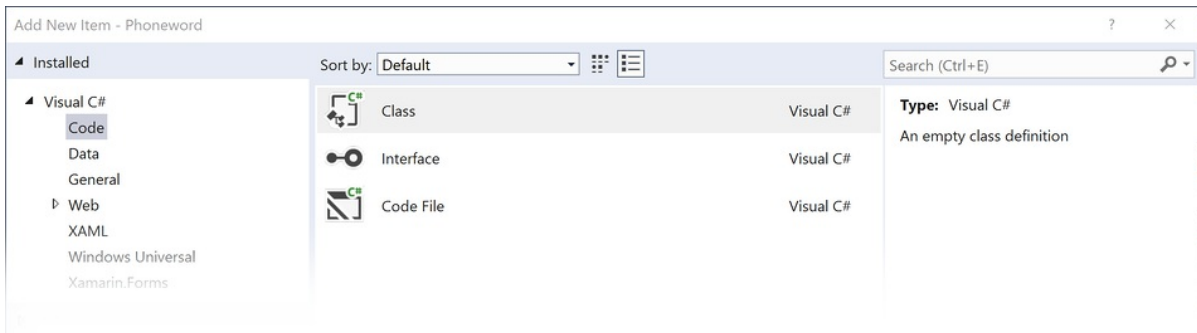 Add New Item - Phoneword
? ×
Installed
Visual C#
Code
Data
General
Web
XAML
Windows Universal
Xamarin.Forms
Sort by: Default
C# Class Visual C#
Interface Visual C#
C# Code File Visual C#
Search (Ctrl+E)
Type: Visual C#
An empty class definition